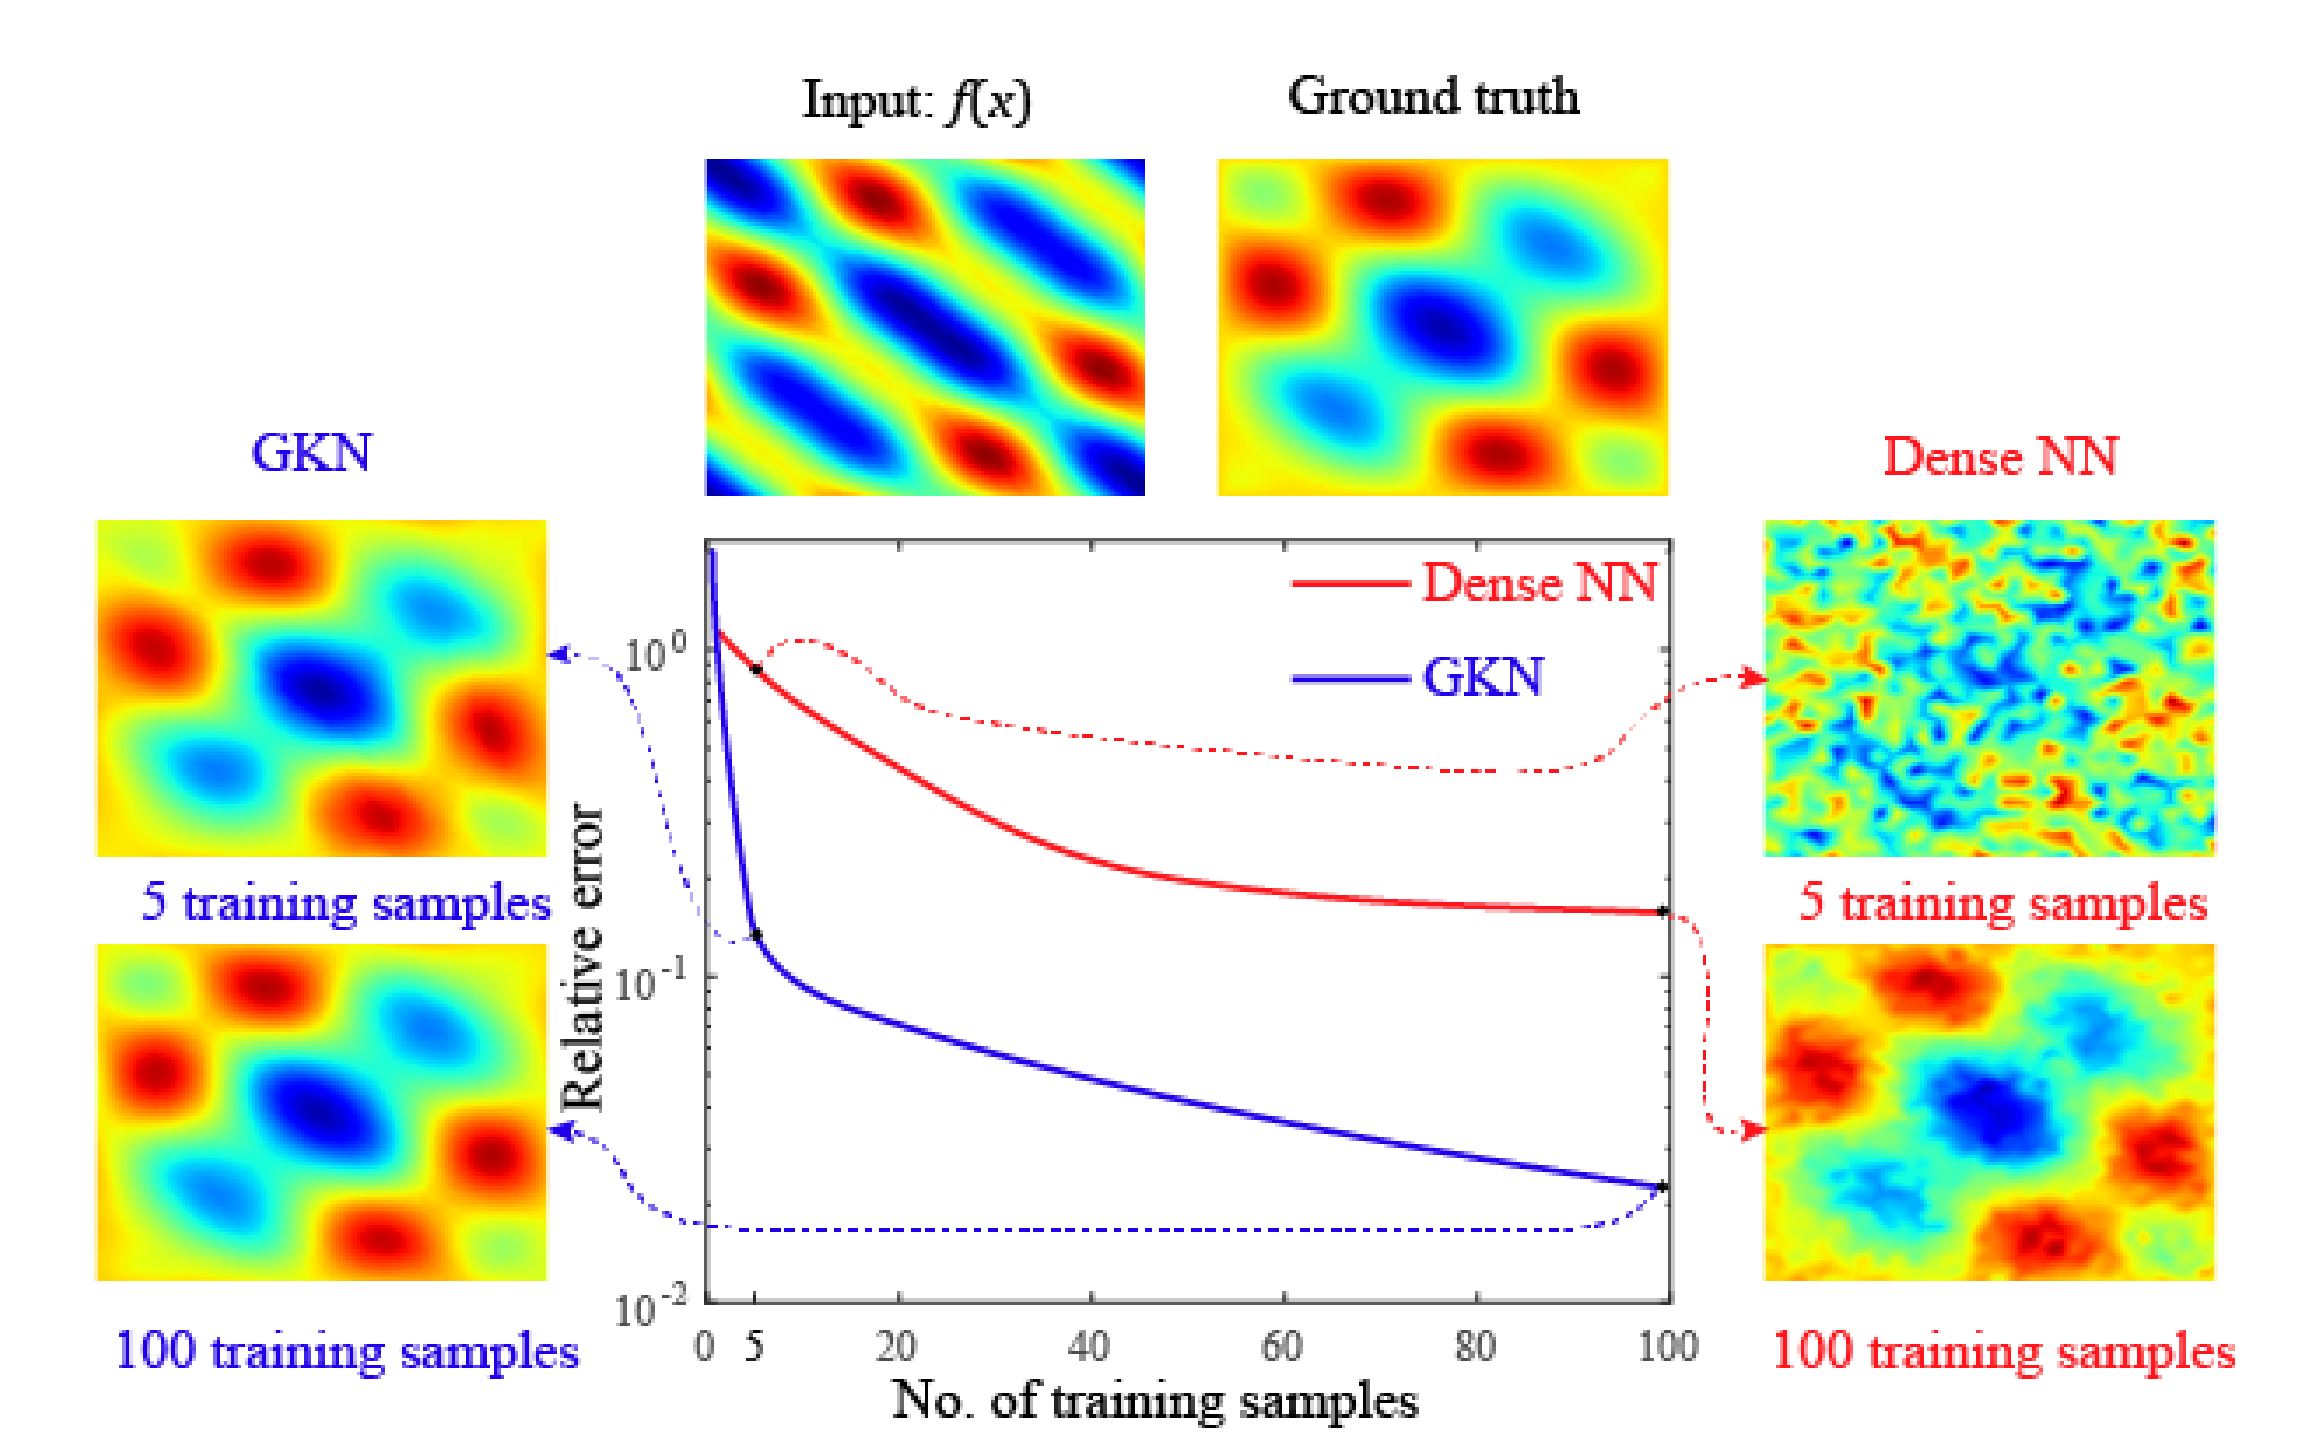 Input: f(x)
Ground truth
GKN
Dense NN
Dense NN
GKN
10^0
10^-1
10^-2
Relative error
5 training samples
5 training samples
0 5 20 40 60 80 100
100 training samples
100 training samples
No. of training samples